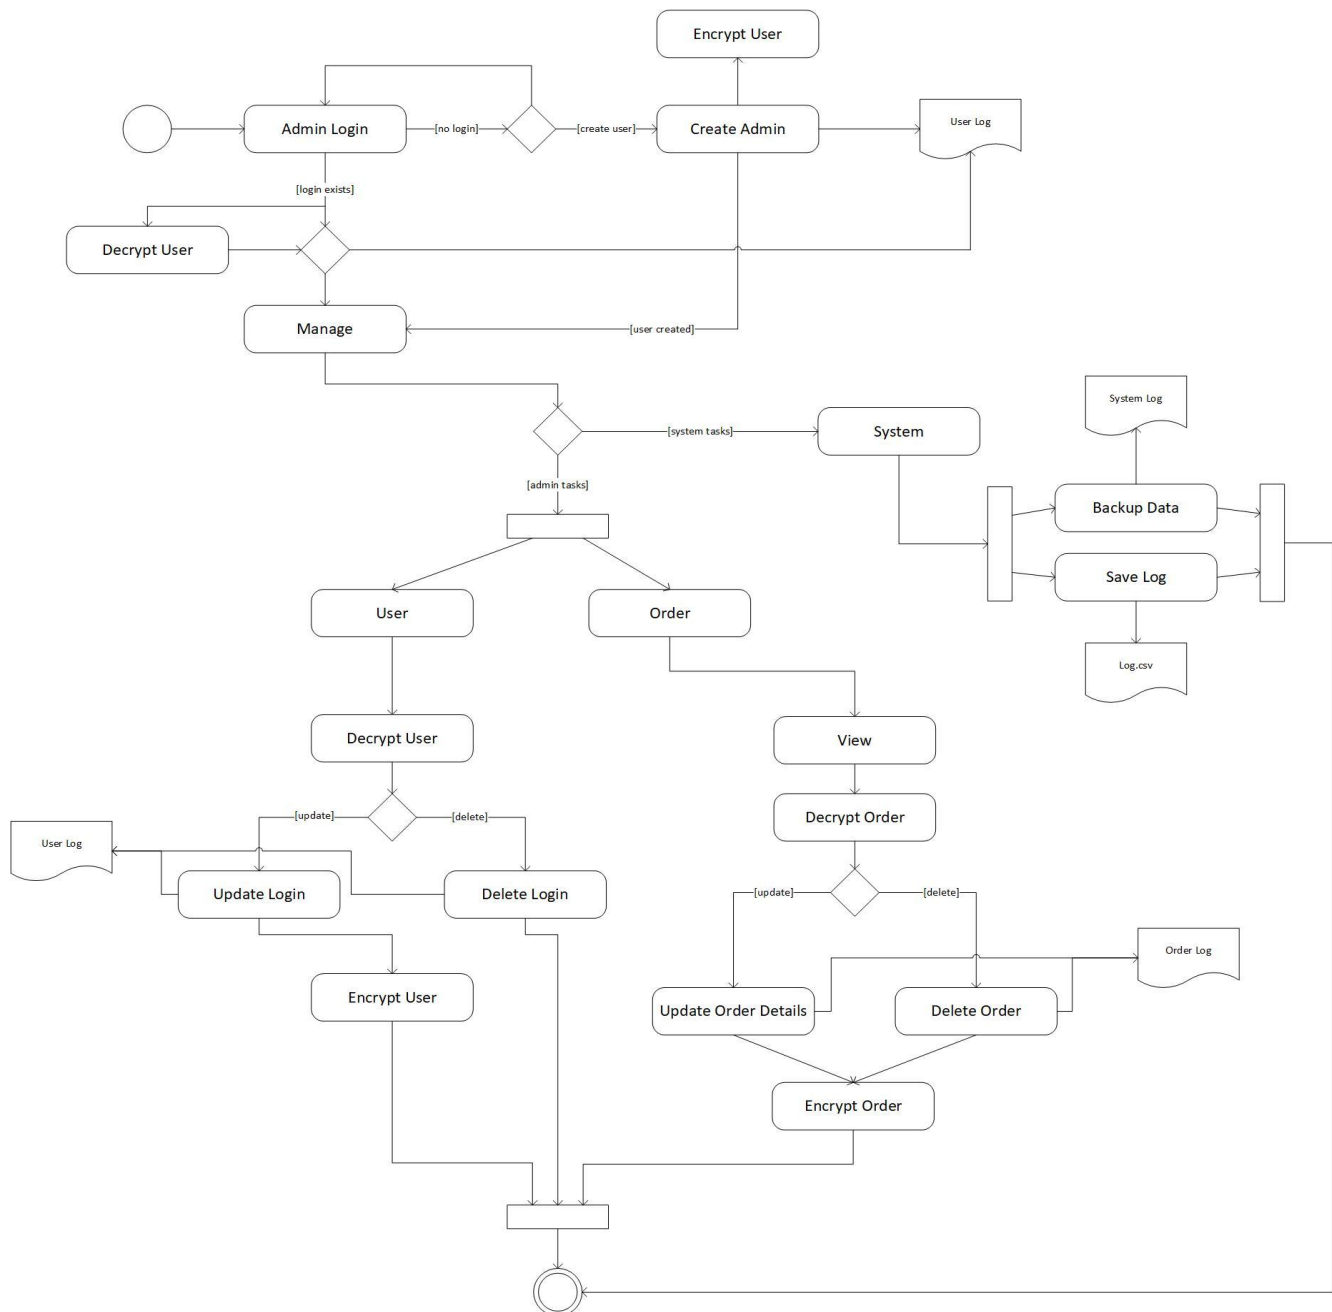 Encrypt User
Admin Login
[no login]
[create user]
Create Admin
User Log
[login exists]
Decrypt User
Manage
[user created]
System Log
[system tasks]
System
[admin tasks]
Backup Data
Save Log
User
Order
Log.csv
Decrypt User
View
[update]
[delete]
Decrypt Order
User Log
Update Login
Delete Login
[update]
[delete]
Order Log
Encrypt User
Update Order Details
Delete Order
Encrypt Order